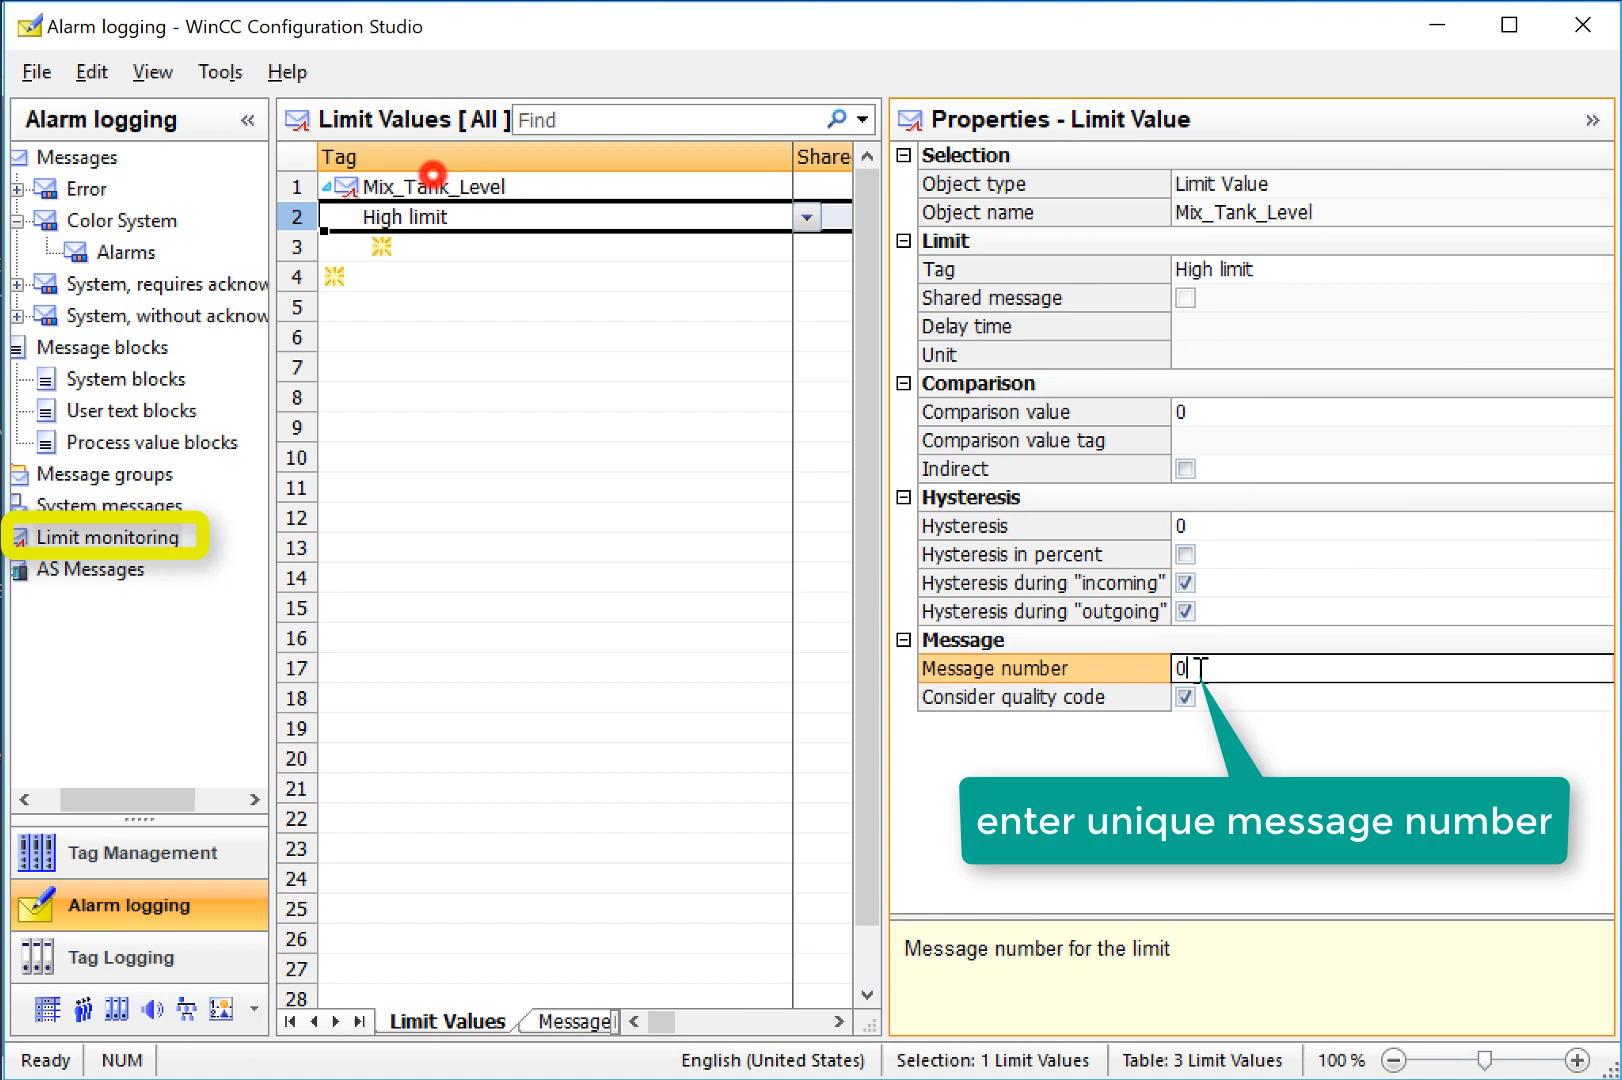 Alarm logging - WinCC Configuration Studio
File Edit View Tools Help
Alarm logging «
Messages
Error
Color System
Alarms
System, requires acknow
System, without acknow
Message blocks
System blocks
User text blocks
Process value blocks
Message groups
System messages
Limit monitoring
AS Messages
Tag Management
Alarm logging
Tag Logging
Limit Values [ All ] Find
Tag Share
1 Mix_Tank_Level
2 High limit
3
4
5
6
7
8
9
10
11
12
13
14
15
16
17
18
19
20
21
22
23
24
25
26
27
28
Limit Values Message
Properties - Limit Value »
Selection
Object type Limit Value
Object name Mix_Tank_Level
Limit
Tag High limit
Shared message
Delay time
Unit
Comparison
Comparison value 0
Comparison value tag
Indirect
Hysteresis
Hysteresis 0
Hysteresis in percent
Hysteresis during "incoming"
Hysteresis during "outgoing"
Message
Message number 0
Consider quality code
enter unique message number
Message number for the limit
Ready NUM English (United States) Selection: 1 Limit Values Table: 3 Limit Values 100 %